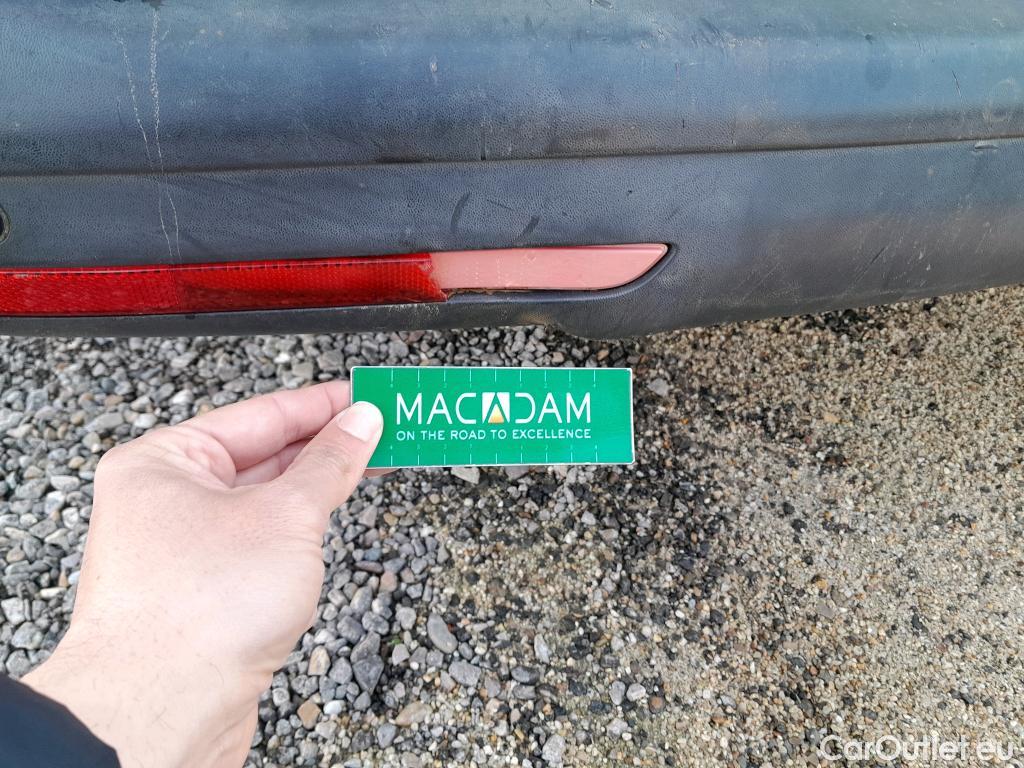 MACADAM
ON THE ROAD TO EXCELLENCE
CarOutlet.eu